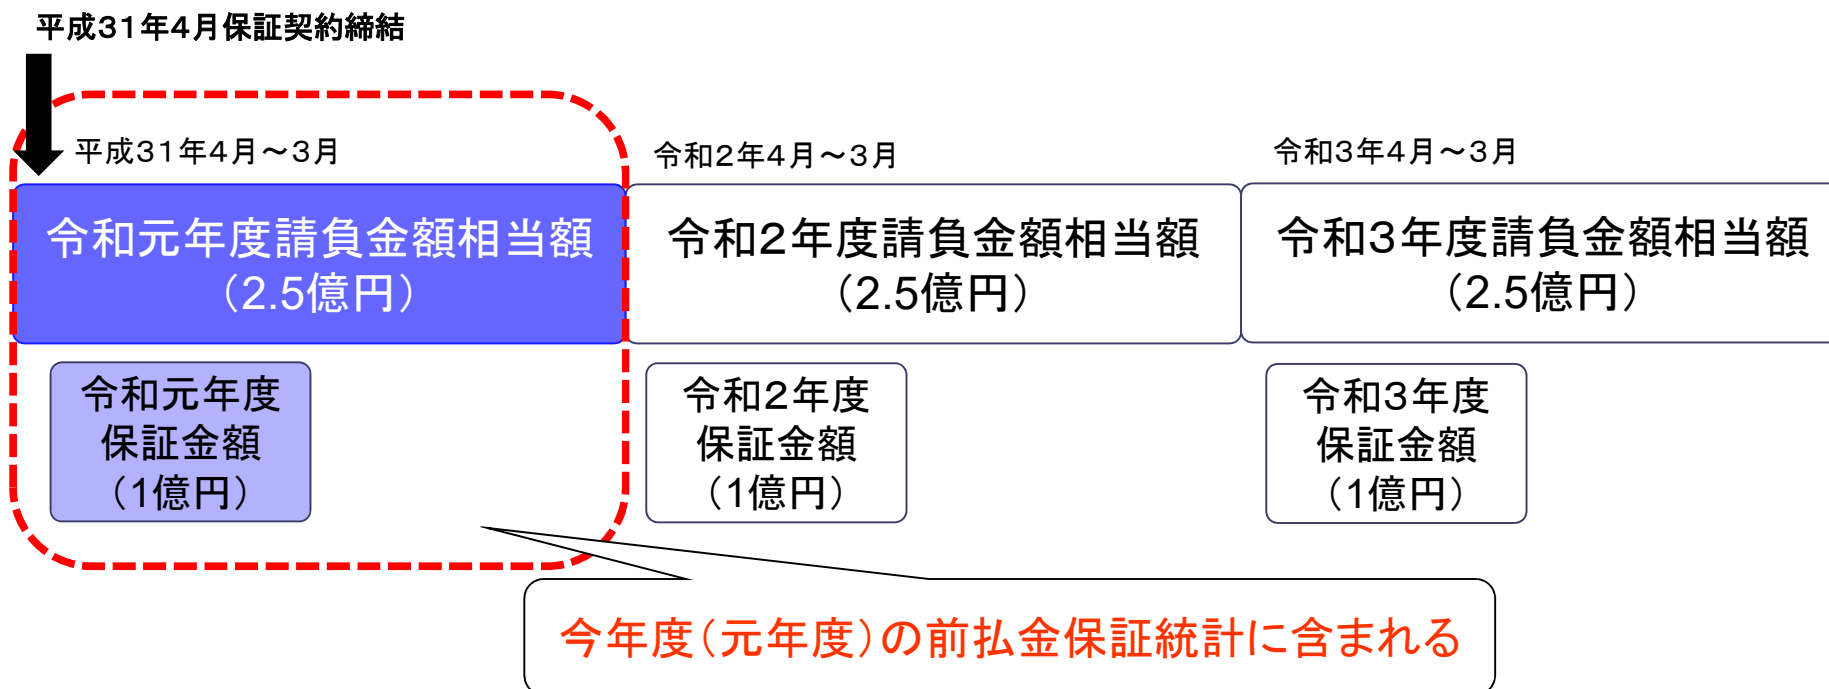 平成31年4月保証契約締結
平成31年4月～3月
令和2年4月～3月
令和3年4月～3月
令和元年度請負金額相当額
（2.5億円）
令和2年度請負金額相当額
（2.5億円）
令和3年度請負金額相当額
（2.5億円）
令和元年度
保証金額
（1億円）
令和2年度
保証金額
（1億円）
令和3年度
保証金額
（1億円）
今年度（元年度）の前払金保証統計に含まれる